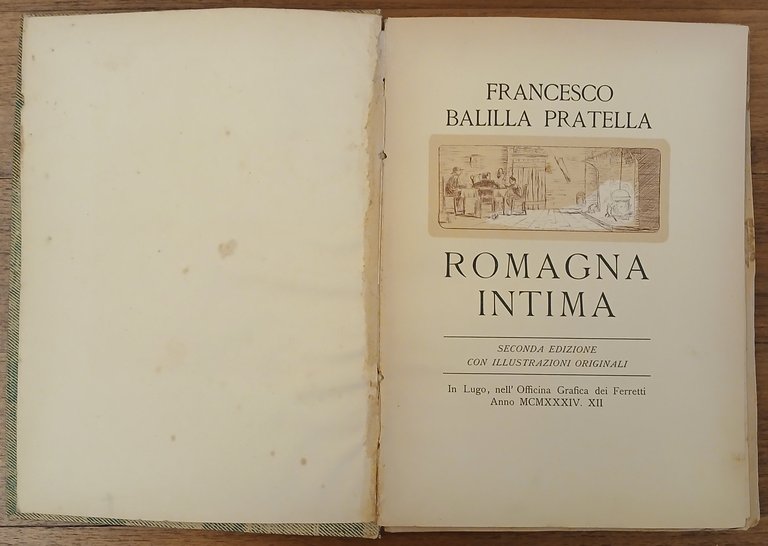 FRANCESCO
BALILLA PRATELLA
ROMAGNA
INTIMA
SECONDA EDIZIONE
CON ILLUSTRAZIONI ORIGINALI
In Lugo, nell' Officina Grafica dei Ferretti
Anno MCMXXXIV. XII